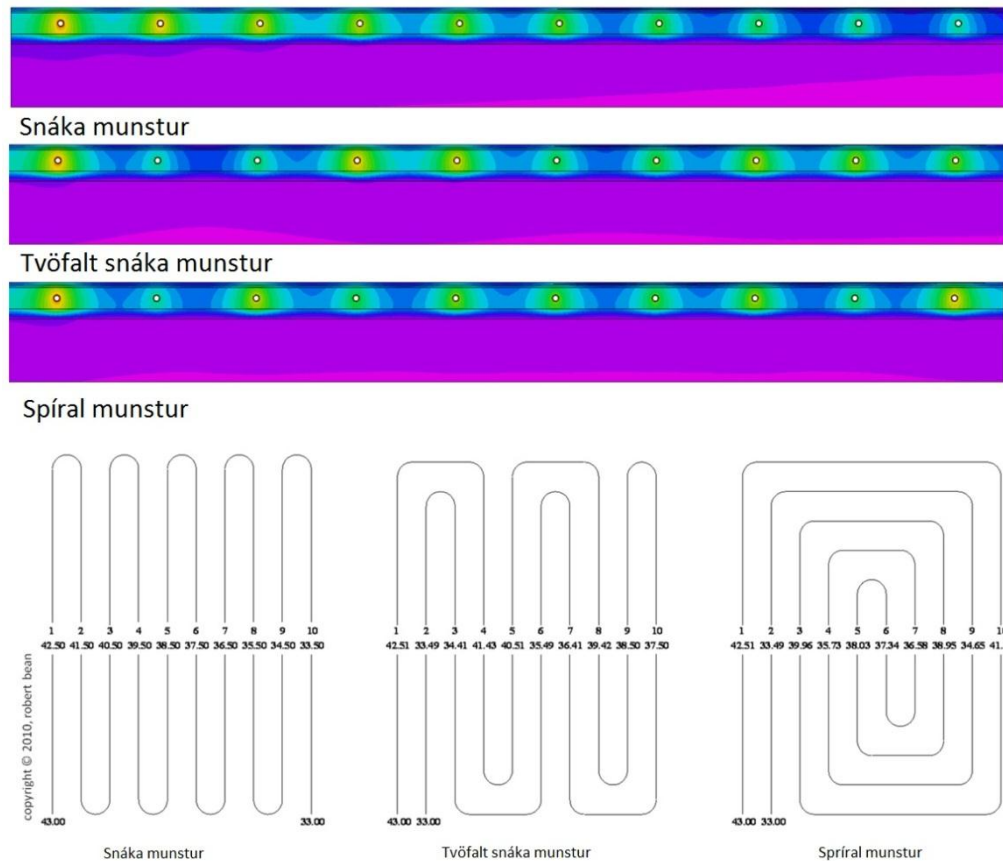 Snáka munstur
Tvöfalt snáka munstur
Spíral munstur
1 2 3 4 5 6 7 8 9 10
42.50 41.50 40.50 39.50 38.50 37.50 36.50 35.50 34.50 33.50
43.00 33.00
1 2 3 4 5 6 7 8 9 10
42.51 33.49 34.41 41.43 40.51 35.49 36.41 39.42 38.50 37.50
43.00 33.00
1 2 3 4 5 6 7 8 9
42.51 33.49 39.96 35.73 38.03 37.34 36.58 38.95 34.65
43.00 33.00
copyright © 2010, robert bean
Snáka munstur
Tvöfalt snáka munstur
Spríral munstur